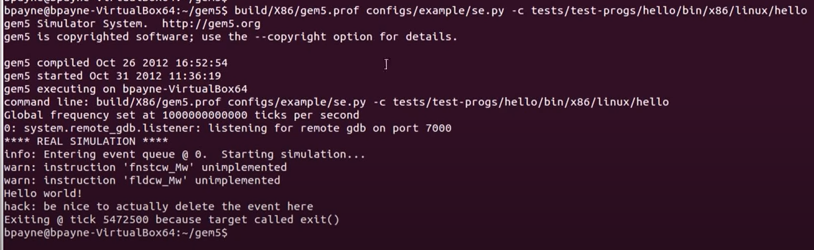 bpayne@bpayne-VirtualBox64:~/gem5$
bpayne@bpayne-VirtualBox64:~/gem5$ build/X86/gem5.prof configs/example/se.py -c tests/test-progs/hello/bin/x86/linux/hello
gem5 Simulator System.  http://gem5.org
gem5 is copyrighted software; use the --copyright option for details.

gem5 compiled Oct 26 2012 16:52:54
gem5 started Oct 31 2012 11:36:19
gem5 executing on bpayne-VirtualBox64
command line: build/X86/gem5.prof configs/example/se.py -c tests/test-progs/hello/bin/x86/linux/hello
Global frequency set at 1000000000000 ticks per second
0: system.remote_gdb.listener: listening for remote gdb on port 7000
**** REAL SIMULATION ****
info: Entering event queue @ 0.  Starting simulation...
warn: instruction 'fnstcw_Mw' unimplemented
warn: instruction 'fldcw_Mw' unimplemented
Hello world!
hack: be nice to actually delete the event here
Exiting @ tick 5472500 because target called exit()
bpayne@bpayne-VirtualBox64:~/gem5$